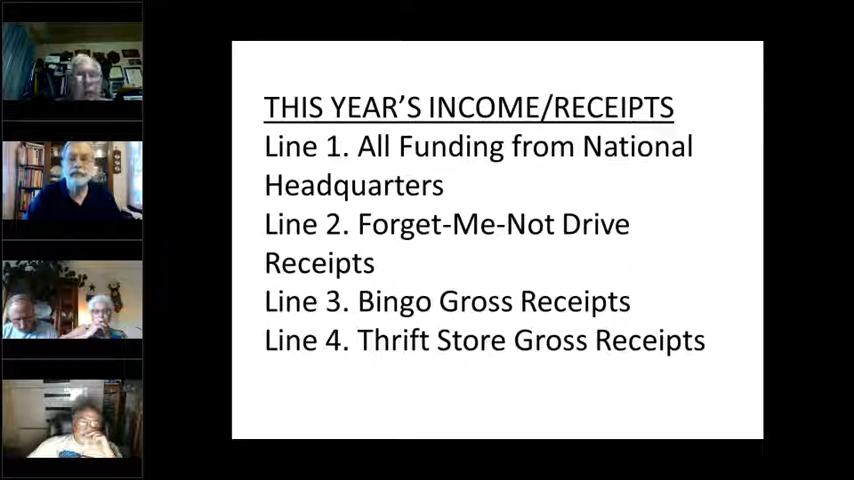 THIS YEAR’S INCOME/RECEIPTS
Line 1. All Funding from National
Headquarters
Line 2. Forget-Me-Not Drive
Receipts
Line 3. Bingo Gross Receipts
Line 4. Thrift Store Gross Receipts